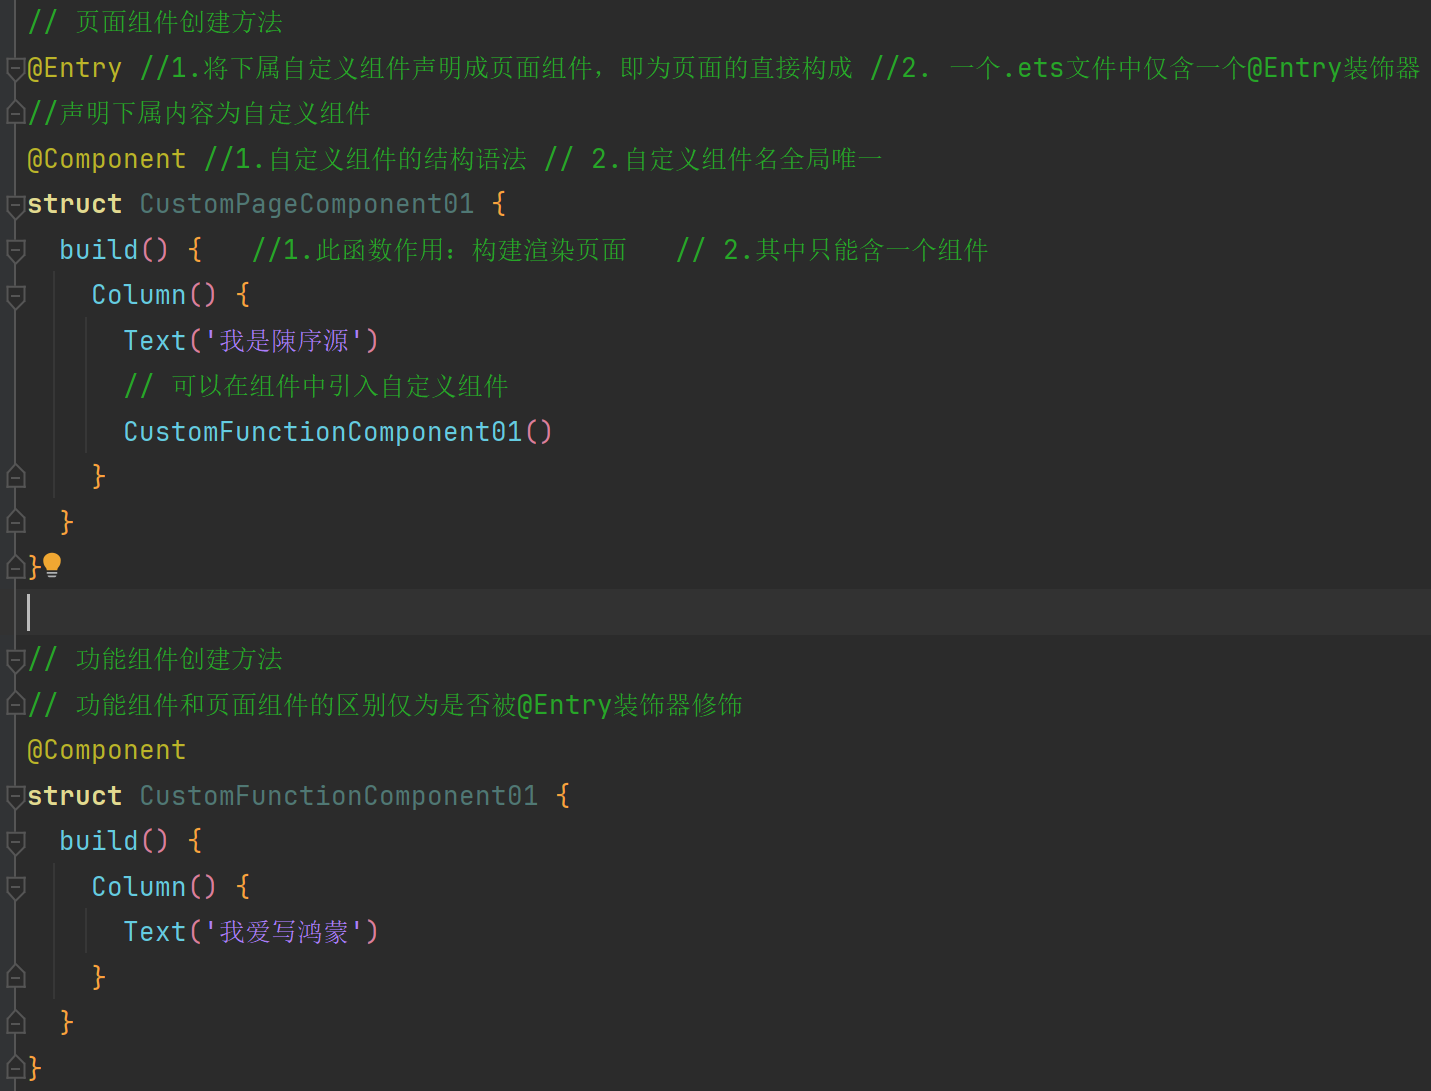 // 页面组件创建方法
@Entry //1.将下属自定义组件声明成页面组件，即为页面的直接构成 //2. 一个.ets文件中仅含一个@Entry装饰器
//声明下属内容为自定义组件
@Component //1.自定义组件的结构语法 // 2.自定义组件名全局唯一
struct CustomPageComponent01 {
  build() {   //1.此函数作用：构建渲染页面   // 2.其中只能含一个组件
    Column() {
      Text('我是陳序源')
      // 可以在组件中引入自定义组件
      CustomFunctionComponent01()
    }
  }
}
// 功能组件创建方法
// 功能组件和页面组件的区别仅为是否被@Entry装饰器修饰
@Component
struct CustomFunctionComponent01 {
  build() {
    Column() {
      Text('我爱写鸿蒙')
    }
  }
}